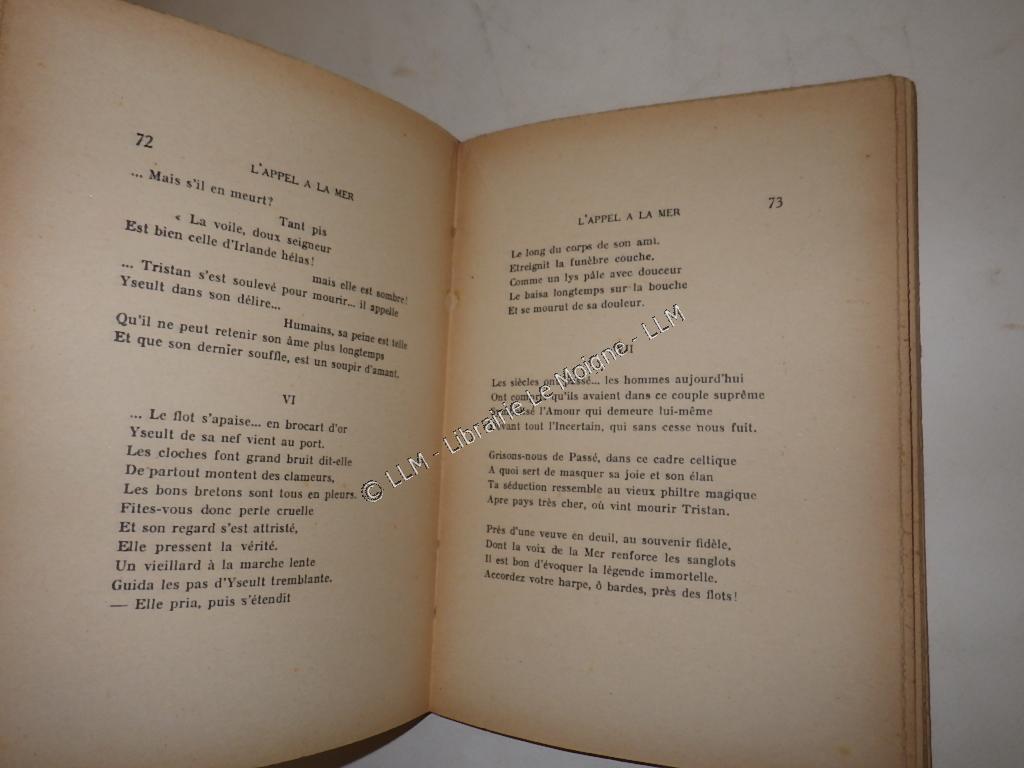 72
L'APPEL A LA MER
... Mais s'il en meurt?
Tant pis
« La voile, doux seigneur
Est bien celle d'Irlande hélas!
mais elle est sombre!
... Tristan s'est soulevé pour mourir... il appelle
Yseult dans son délire...
Humains, sa peine est telle
Qu'il ne peut retenir son âme plus longtemps
Et que son dernier souffle, est un soupir d'amant.
VI
... Le flot s'apaise... en brocart d'or
Yseult de sa nef vient au port.
Les cloches font grand bruit dit-elle
De partout montent des clameurs,
Les bons bretons sont tous en pleurs.
Fites-vous donc perte cruelle
Et son regard s'est attristé,
Elle pressent la vérité.
Un vieillard à la marche lente
Guida les pas d'Yseult tremblante.
— Elle pria, puis s'étendit
L'APPEL A LA MER
73
Le long du corps de son ami.
Etreignit la funèbre couche,
Comme un lys pâle avec douceur
Le baisa longtemps sur la bouche
Et se mourut de sa douleur.
Les siècles ont passé... les hommes aujourd'hui
Ont compris qu'ils avaient dans ce couple suprême
l'Amour qui demeure lui-même
Devant tout l'Incertain, qui sans cesse nous fuit.
Grisons-nous de Passé, dans ce cadre celtique
A quoi sert de masquer sa joie et son élan
Ta séduction ressemble au vieux philtre magique
Apre pays très cher, où vint mourir Tristan.
Près d'une veuve en deuil, au souvenir fidèle,
Dont la voix de la Mer renforce les sanglots
Il est bon d'évoquer la légende immortelle.
Accordez votre harpe, ô bardes, près des flots!
© LLM - Librairie Le Moigne - LLM